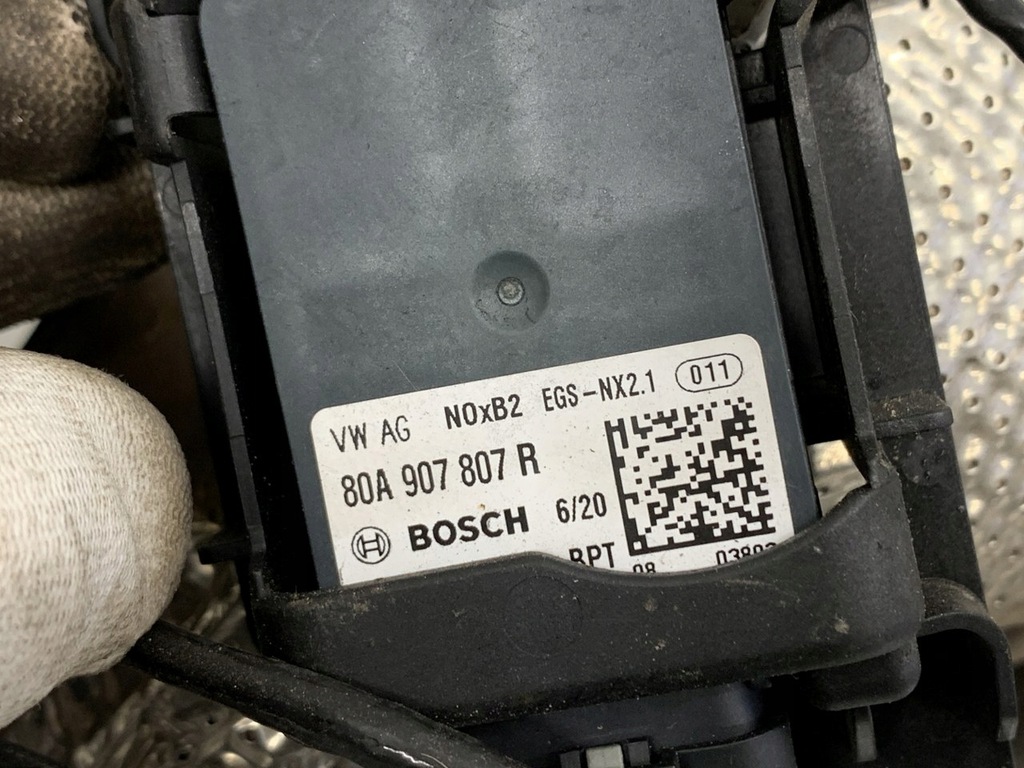 VW AG NOxB2 EGS-NX2.1 011
80A 907 807 R
BOSCH 6/20